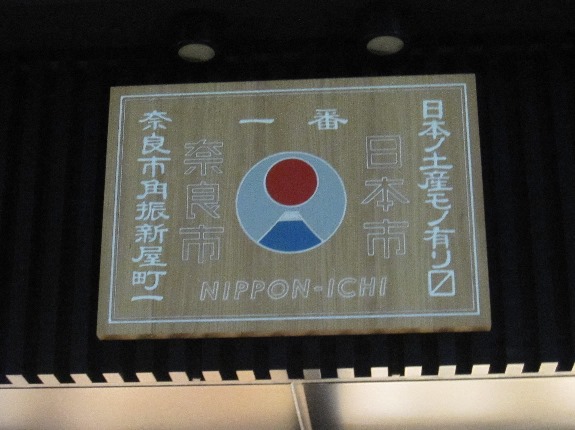 一番
日本ノ土産モノ有リ〼
日本市
奈良市
奈良市角振新屋町一
NIPPON-ICHI